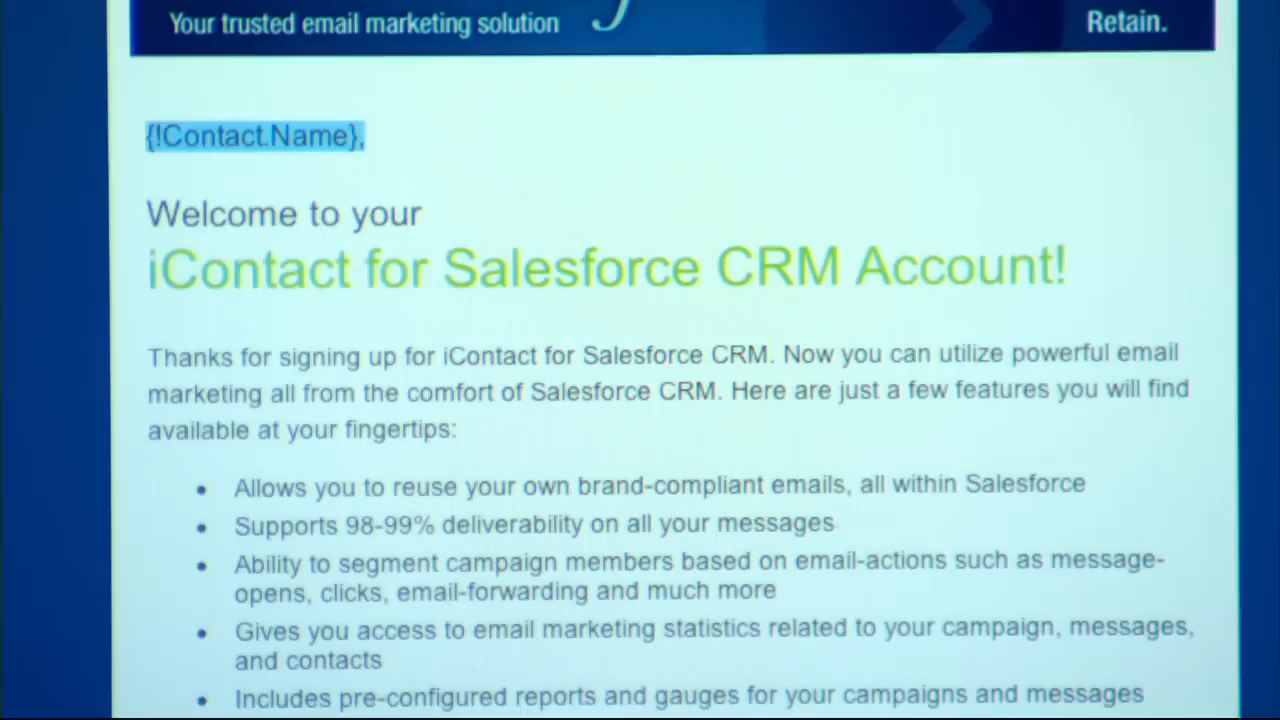 Your trusted email marketing solution
Retain.
{!Contact.Name},
Welcome to your
iContact for Salesforce CRM Account!
Thanks for signing up for iContact for Salesforce CRM. Now you can utilize powerful email
marketing all from the comfort of Salesforce CRM. Here are just a few features you will find
available at your fingertips:
• Allows you to reuse your own brand-compliant emails, all within Salesforce
• Supports 98-99% deliverability on all your messages
• Ability to segment campaign members based on email-actions such as message-
opens, clicks, email-forwarding and much more
• Gives you access to email marketing statistics related to your campaign, messages,
and contacts
• Includes pre-configured reports and gauges for your campaigns and messages